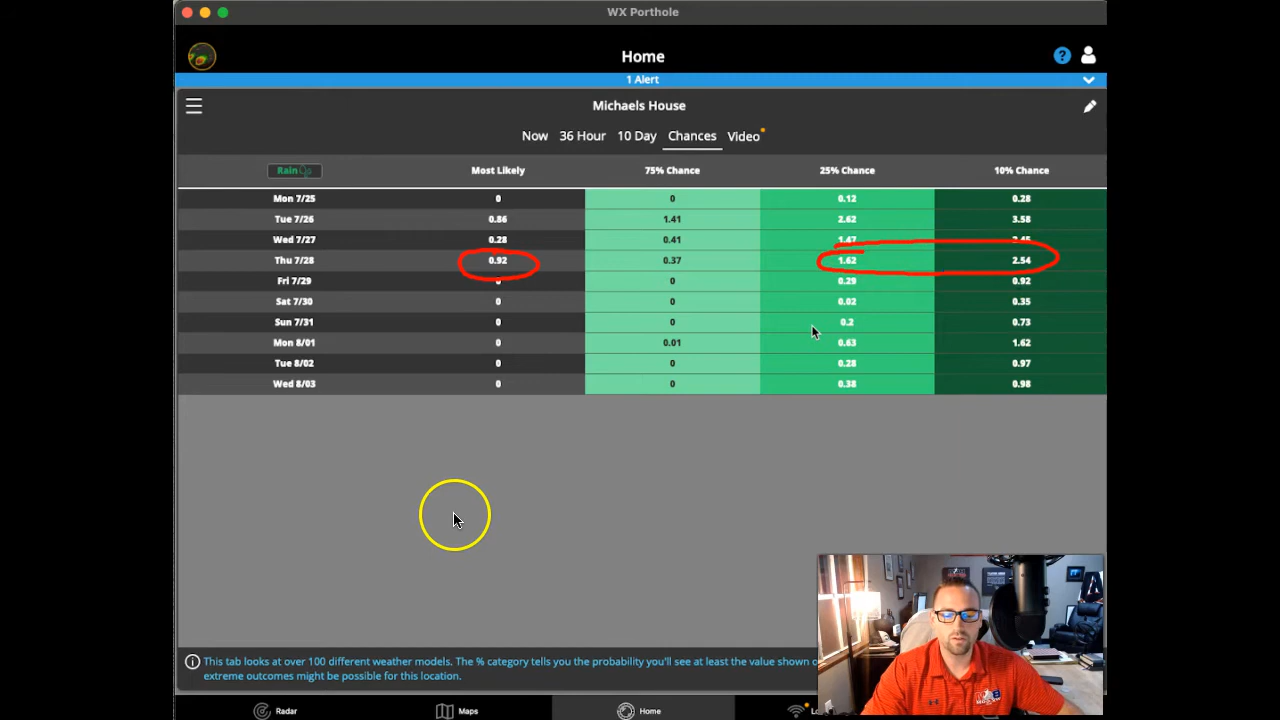 WX Porthole
Home
?
1 Alert
Michaels House
Now 36 Hour 10 Day Chances Video
Rain Most Likely 75% Chance 25% Chance 10% Chance
Mon 7/25 0 0 0.12 0.28
Tue 7/26 0.86 1.41 2.62 3.58
Wed 7/27 0.28 0.41 1.47 2.45
Thu 7/28 0.92 0.37 1.62 2.54
Fri 7/29 0 0 0.29 0.92
Sat 7/30 0 0 0.02 0.35
Sun 7/31 0 0 0.2 0.73
Mon 8/01 0 0.01 0.63 1.62
Tue 8/02 0 0 0.28 0.97
Wed 8/03 0 0 0.38 0.98
This tab looks at over 100 different weather models. The % category tells you the probability you'll see at least the value shown
extreme outcomes might be possible for this location.
Radar Maps Home